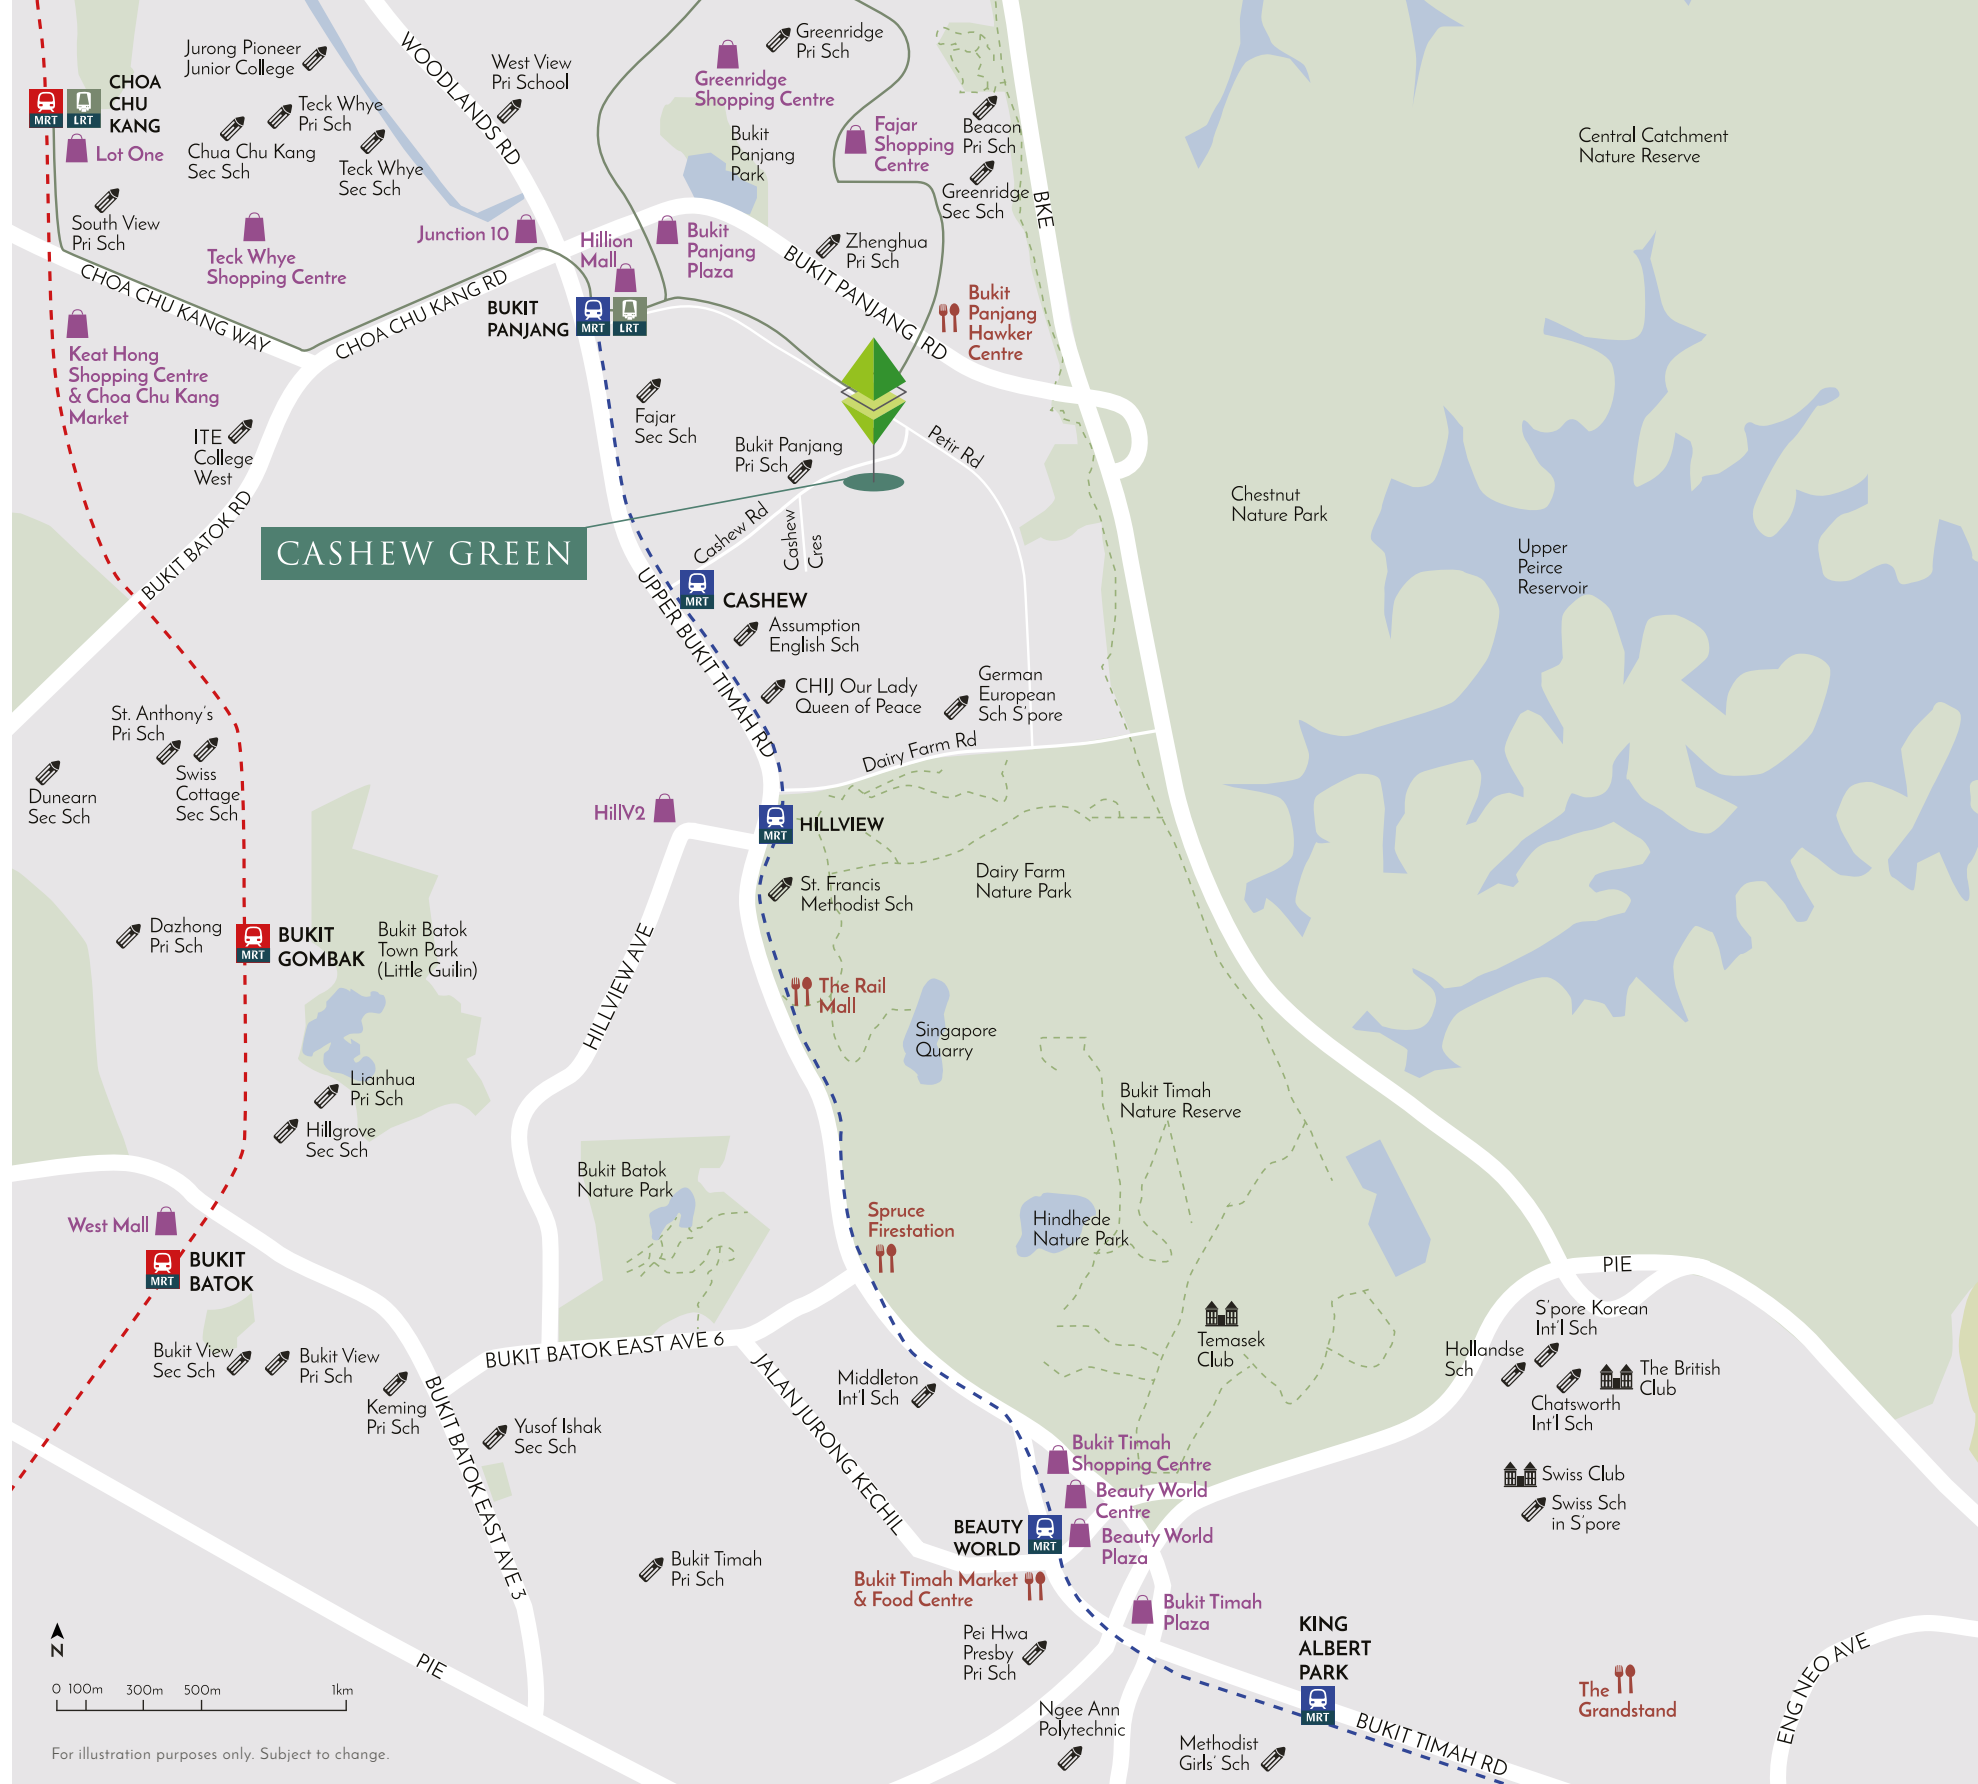 Jurong Pioneer
Junior College
WOODLANDS RD
West View
Pri School
Greenridge
Pri Sch
Greenridge
Shopping Centre
CHOA
CHU
KANG
MRT
LRT
Lot One
Teck Whye
Pri Sch
Chua Chu Kang
Sec Sch
Teck Whye
Sec Sch
Bukit
Panjang
Park
Fajar
Shopping
Centre
Beacon
Pri Sch
Greenridge
Sec Sch
BKE
Central Catchment
Nature Reserve
South View
Pri Sch
Teck Whye
Shopping Centre
Junction 10
Hillion
Mall
Bukit
Panjang
Plaza
Zhenghua
Pri Sch
BUKIT PANJANG RD
CHOA CHU KANG WAY
CHOA CHU KANG RD
BUKIT
PANJANG
MRT
LRT
Bukit
Panjang
Hawker
Centre
Keat Hong
Shopping Centre
& Choa Chu Kang
Market
ITE
College
West
Fajar
Sec Sch
Bukit Panjang
Pri Sch
Petir Rd
BUKIT BATOK RD
CASHEW GREEN
Cashew Rd
Cashew
Cres
Chestnut
Nature Park
Upper
Peirce
Reservoir
UPPER BUKIT TIMAH RD
MRT
CASHEW
Assumption
English Sch
CHIJ Our Lady
Queen of Peace
German
European
Sch S'pore
Dairy Farm Rd
St. Anthony's
Pri Sch
Swiss
Cottage
Sec Sch
Dunearn
Sec Sch
HillV2
MRT
HILLVIEW
St. Francis
Methodist Sch
Dairy Farm
Nature Park
Dazhong
Pri Sch
MRT
BUKIT
GOMBAK
Bukit Batok
Town Park
(Little Guilin)
HILLVIEW AVE
The Rail
Mall
Singapore
Quarry
Lianhua
Pri Sch
Hillgrove
Sec Sch
Bukit Timah
Nature Reserve
Bukit Batok
Nature Park
West Mall
MRT
BUKIT
BATOK
Spruce
Firestation
Hindhede
Nature Park
PIE
Bukit View
Sec Sch
Bukit View
Pri Sch
Keming
Pri Sch
BUKIT BATOK EAST AVE 6
Temasek
Club
S'pore Korean
Int'l Sch
Hollandse
Sch
The British
Club
Chatsworth
Int'l Sch
Middleton
Int'l Sch
JALAN JURONG KECHIL
BUKIT BATOK EAST AVE 3
Yusof Ishak
Sec Sch
Bukit Timah
Shopping Centre
Beauty World
Centre
Beauty World
Plaza
BEAUTY
WORLD
MRT
Swiss Club
Swiss Sch
in S'pore
Bukit Timah
Pri Sch
Bukit Timah Market
& Food Centre
Bukit Timah
Plaza
Pei Hwa
Presby
Pri Sch
KING
ALBERT
PARK
MRT
PIE
N
0 100m 300m 500m 1km
Ngee Ann
Polytechnic
Methodist
Girls' Sch
BUKIT TIMAH RD
The
Grandstand
ENG NEO AVE
For illustration purposes only. Subject to change.